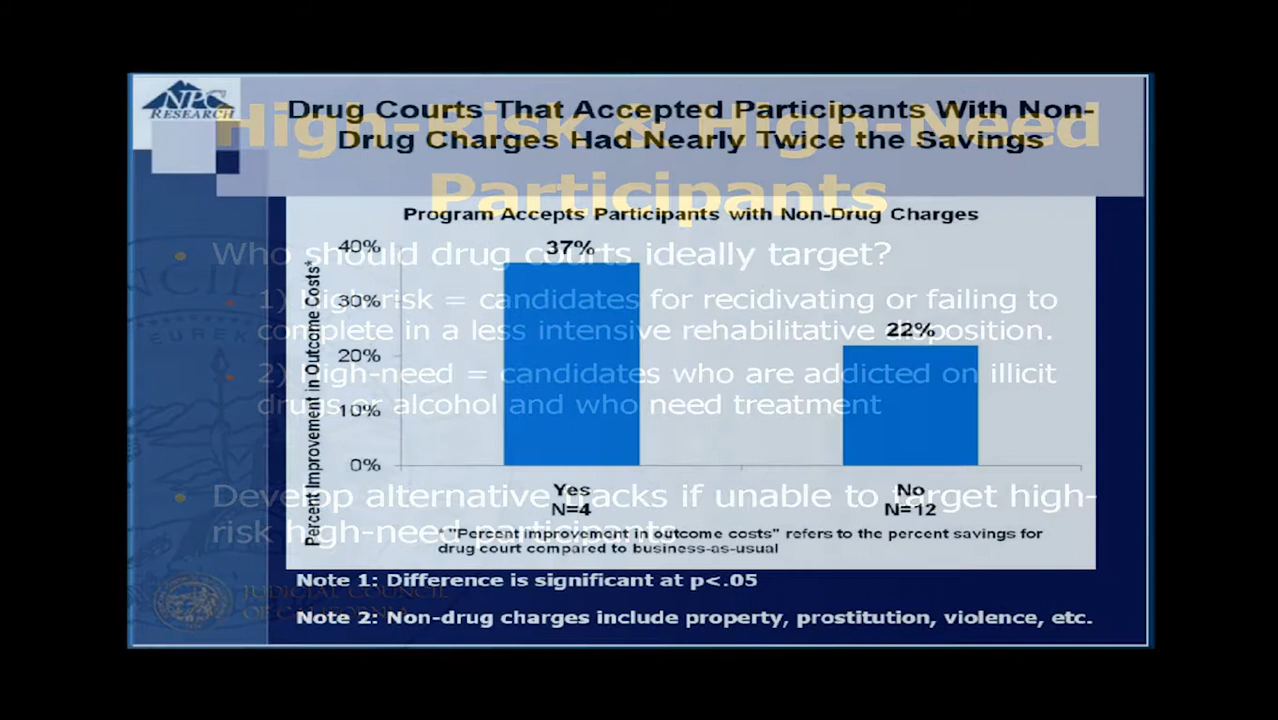 NPC
RESEARCH
Drug Courts That Accepted Participants With Non-
Drug Charges Had Nearly Twice the Savings
High-Risk & High-Need
Participants
Program Accepts Participants with Non-Drug Charges
Percent Improvement in Outcome Costs*
40%
30%
20%
10%
0%
37%
22%
Yes
N=4
No
N=12
* "Percent improvement in outcome costs" refers to the percent savings for
drug court compared to business-as-usual
Note 1: Difference is significant at p<.05
Note 2: Non-drug charges include property, prostitution, violence, etc.
• Who should drug courts ideally target?
• 1) High-risk = candidates for recidivating or failing to
complete in a less intensive rehabilitative disposition.
• 2) High-need = candidates who are addicted on illicit
drugs or alcohol and who need treatment
• Develop alternative tracks if unable to target high-
risk high-need participants
COUNCIL
EUREK
JUDICIAL COUNCIL
OF CALIFORNIA